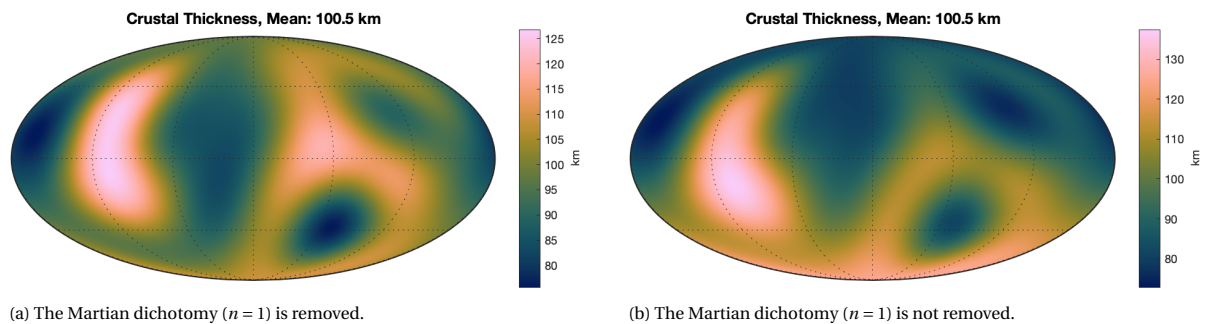 Crustal Thickness, Mean: 100.5 km
125
120
115
110
105
100
95
90
85
80
km
(a) The Martian dichotomy (n = 1) is removed.
Crustal Thickness, Mean: 100.5 km
130
120
110
100
90
80
km
(b) The Martian dichotomy (n = 1) is not removed.